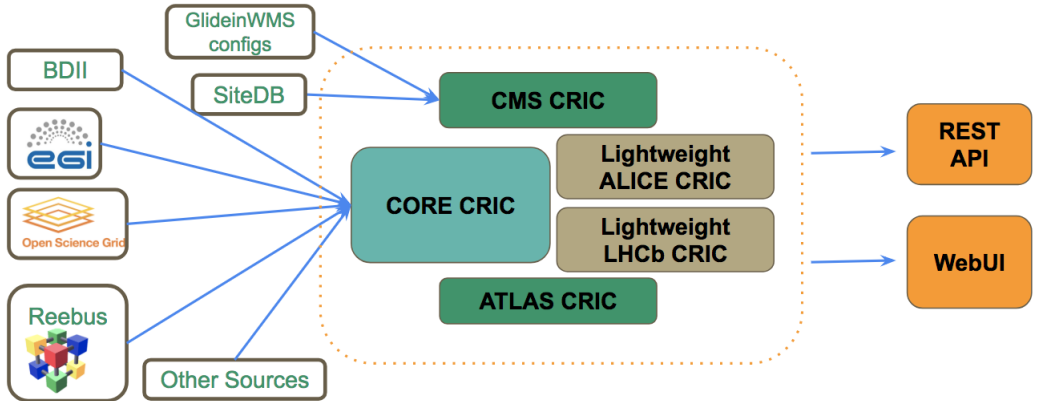 GlideinWMS
configs
BDII
SiteDB
CMS CRIC
egi
Lightweight
ALICE CRIC
REST
API
CORE CRIC
Open Science Grid
Lightweight
LHCb CRIC
WebUI
ATLAS CRIC
Reebus
Other Sources